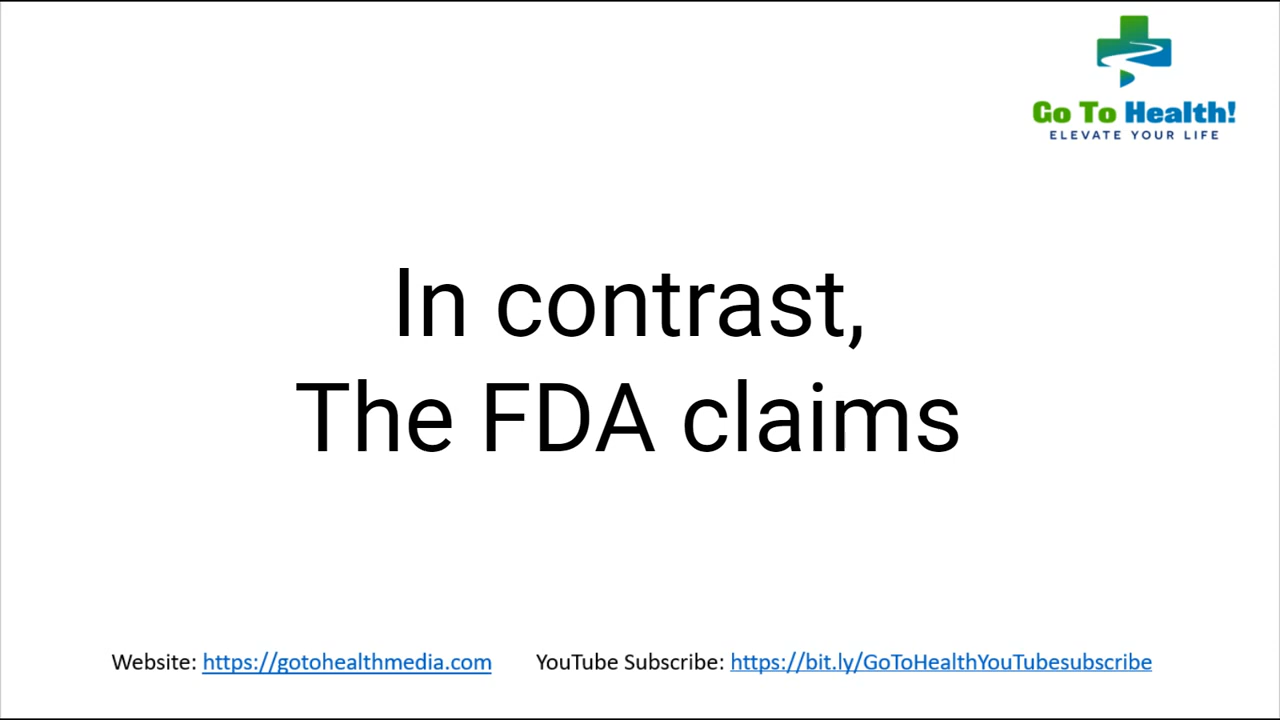 Go To Health!
ELEVATE YOUR LIFE
In contrast,
The FDA claims
Website: https://gotohealthmedia.com YouTube Subscribe: https://bit.ly/GoToHealthYouTubesubscribe